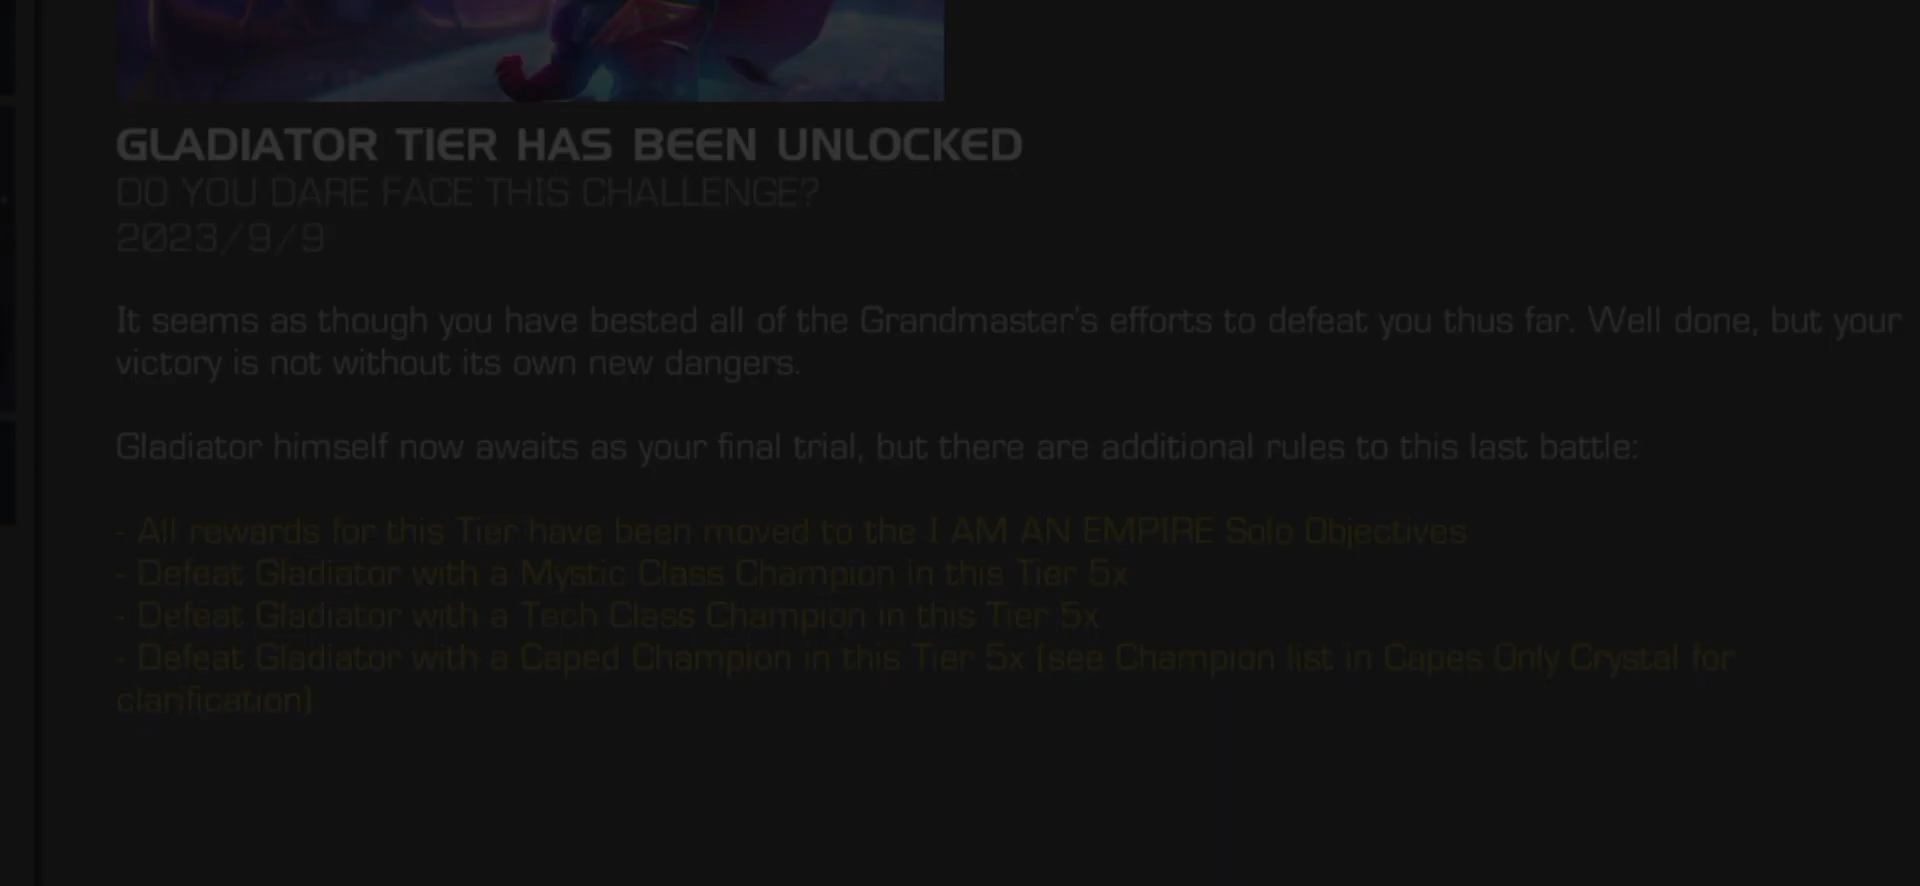 GLADIATOR TIER HAS BEEN UNLOCKED
DO YOU DARE FACE THIS CHALLENGE?
2023/9/9
It seems as though you have bested all of the Grandmaster's efforts to defeat you thus far. Well done, but your
victory is not without its own new dangers.
Gladiator himself now awaits as your final trial, but there are additional rules to this last battle:
- All rewards for this Tier have been moved to the I AM AN EMPIRE Solo Objectives
- Defeat Gladiator with a Mystic Class Champion in this Tier 5x
- Defeat Gladiator with a Tech Class Champion in this Tier 5x
- Defeat Gladiator with a Caped Champion in this Tier 5x (see Champion list in Capes Only Crystal for
clarification)